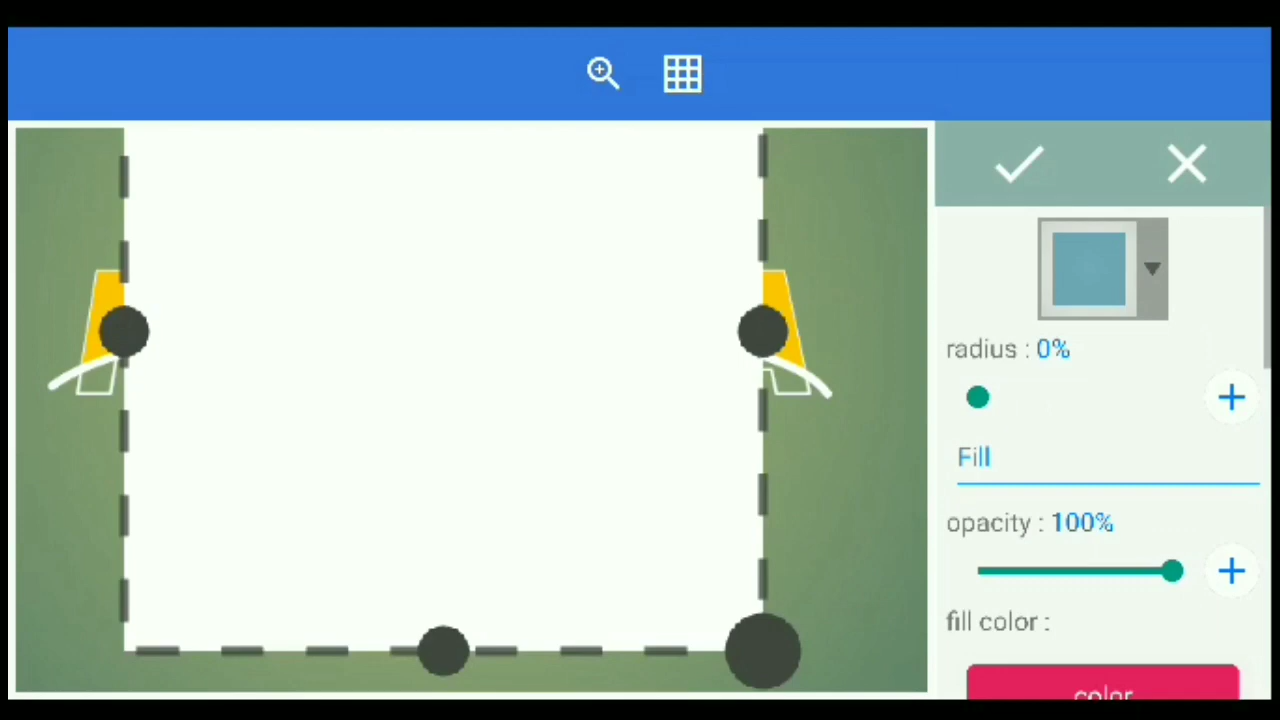 radius : 0%
Fill
opacity : 100%
fill color :
color